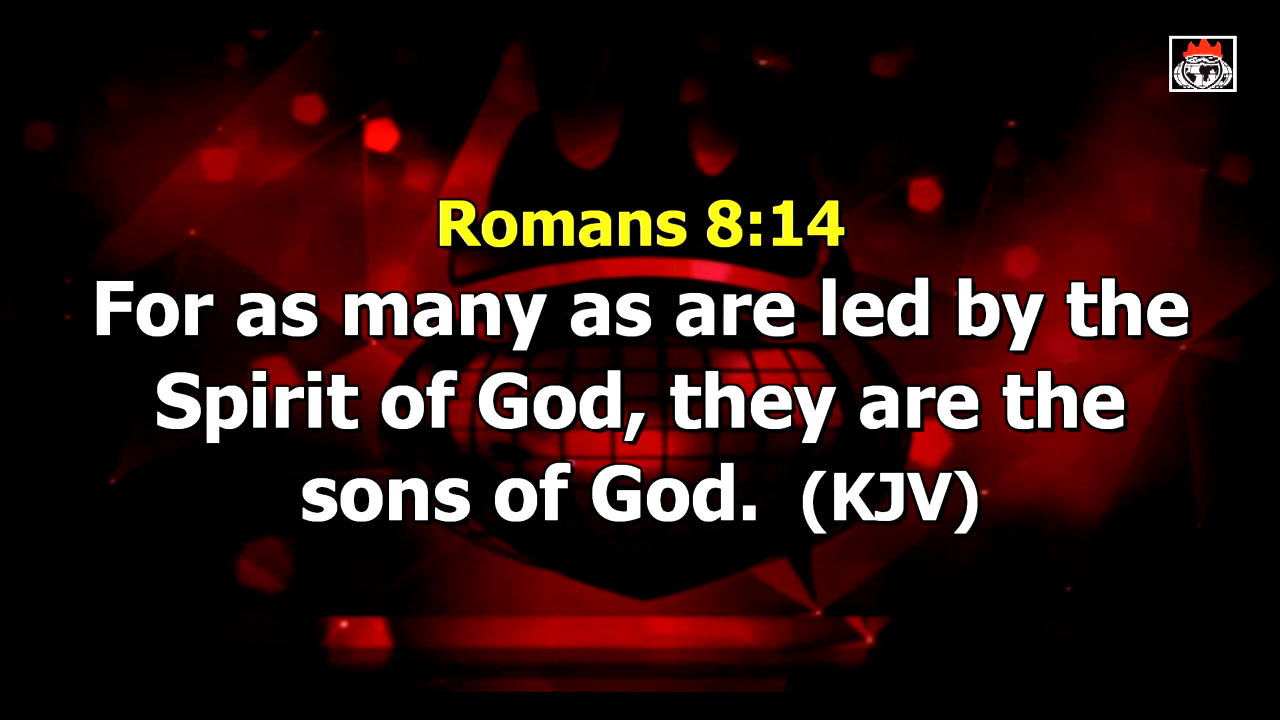 Romans 8:14
For as many as are led by the
Spirit of God, they are the
sons of God. (KJV)